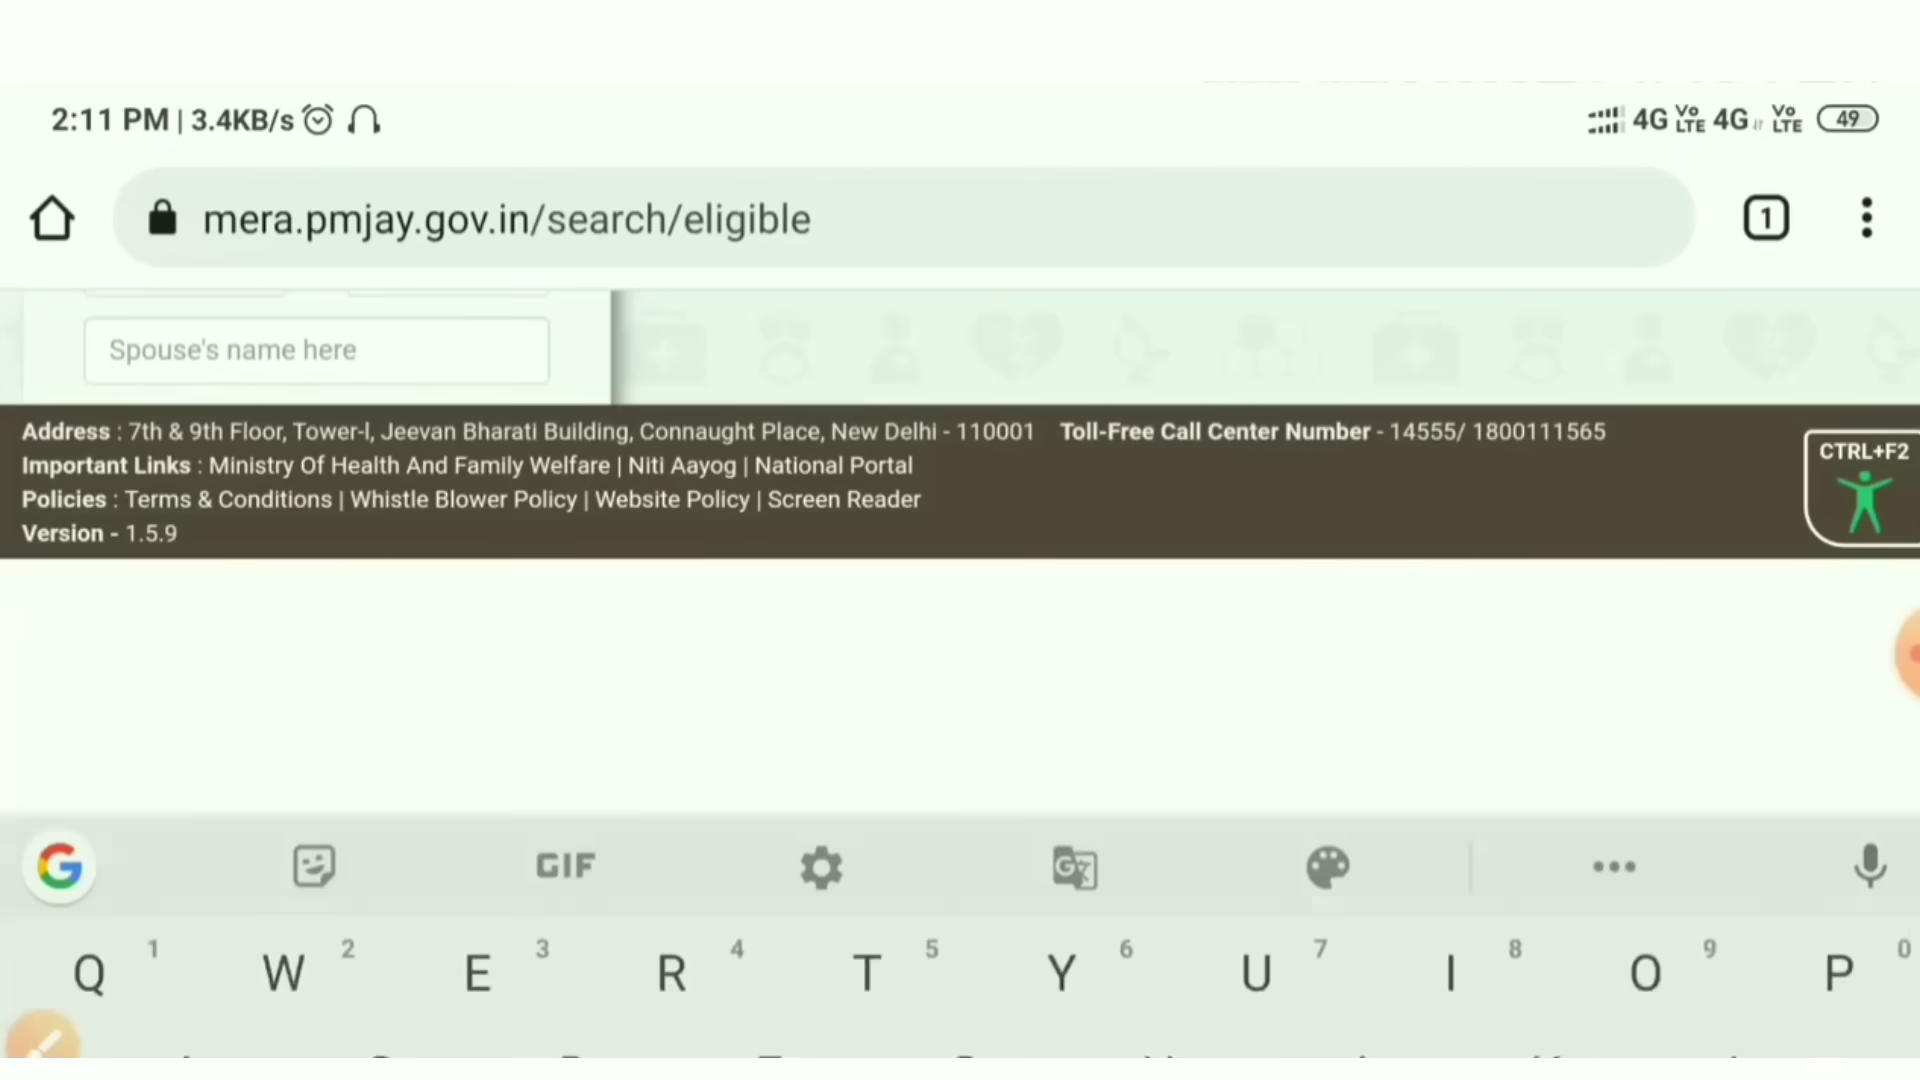 2:11 PM | 3.4KB/s 4G Vo LTE 4G Vo LTE 49
mera.pmjay.gov.in/search/eligible 1
Spouse's name here
Address : 7th & 9th Floor, Tower-l, Jeevan Bharati Building, Connaught Place, New Delhi - 110001 Toll-Free Call Center Number - 14555/ 1800111565
Important Links : Ministry Of Health And Family Welfare | Niti Aayog | National Portal
Policies : Terms & Conditions | Whistle Blower Policy | Website Policy | Screen Reader
Version - 1.5.9
CTRL+F2
G GIF G
Q 1 W 2 E 3 R 4 T 5 Y 6 U 7 I 8 O 9 P 0